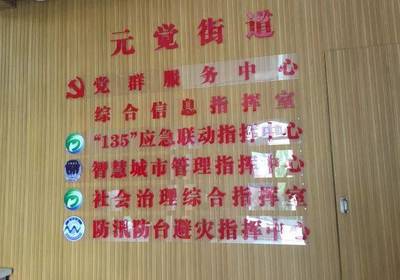 元觉街道
党群服务中心
综合信息指挥室
“135”应急联动指挥中心
智慧城市管理指挥中心
社会治理综合指挥室
防汛防台避灾指挥中心